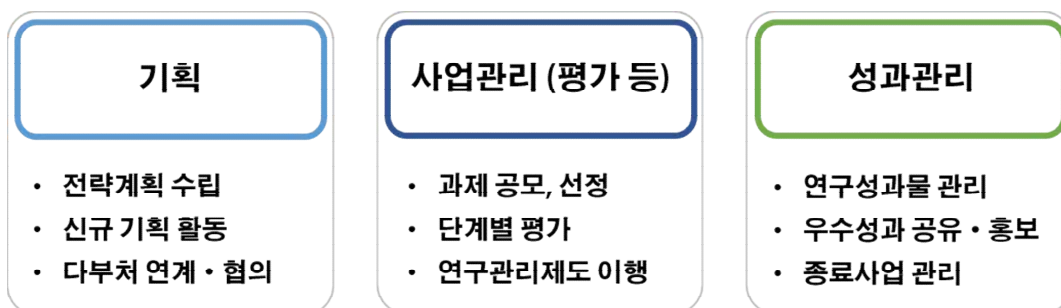 기획
• 전략계획 수립
• 신규 기획 활동
• 다부처 연계・협의
사업관리 (평가 등)
• 과제 공모, 선정
• 단계별 평가
• 연구관리제도 이행
성과관리
• 연구성과물 관리
• 우수성과 공유・홍보
• 종료사업 관리